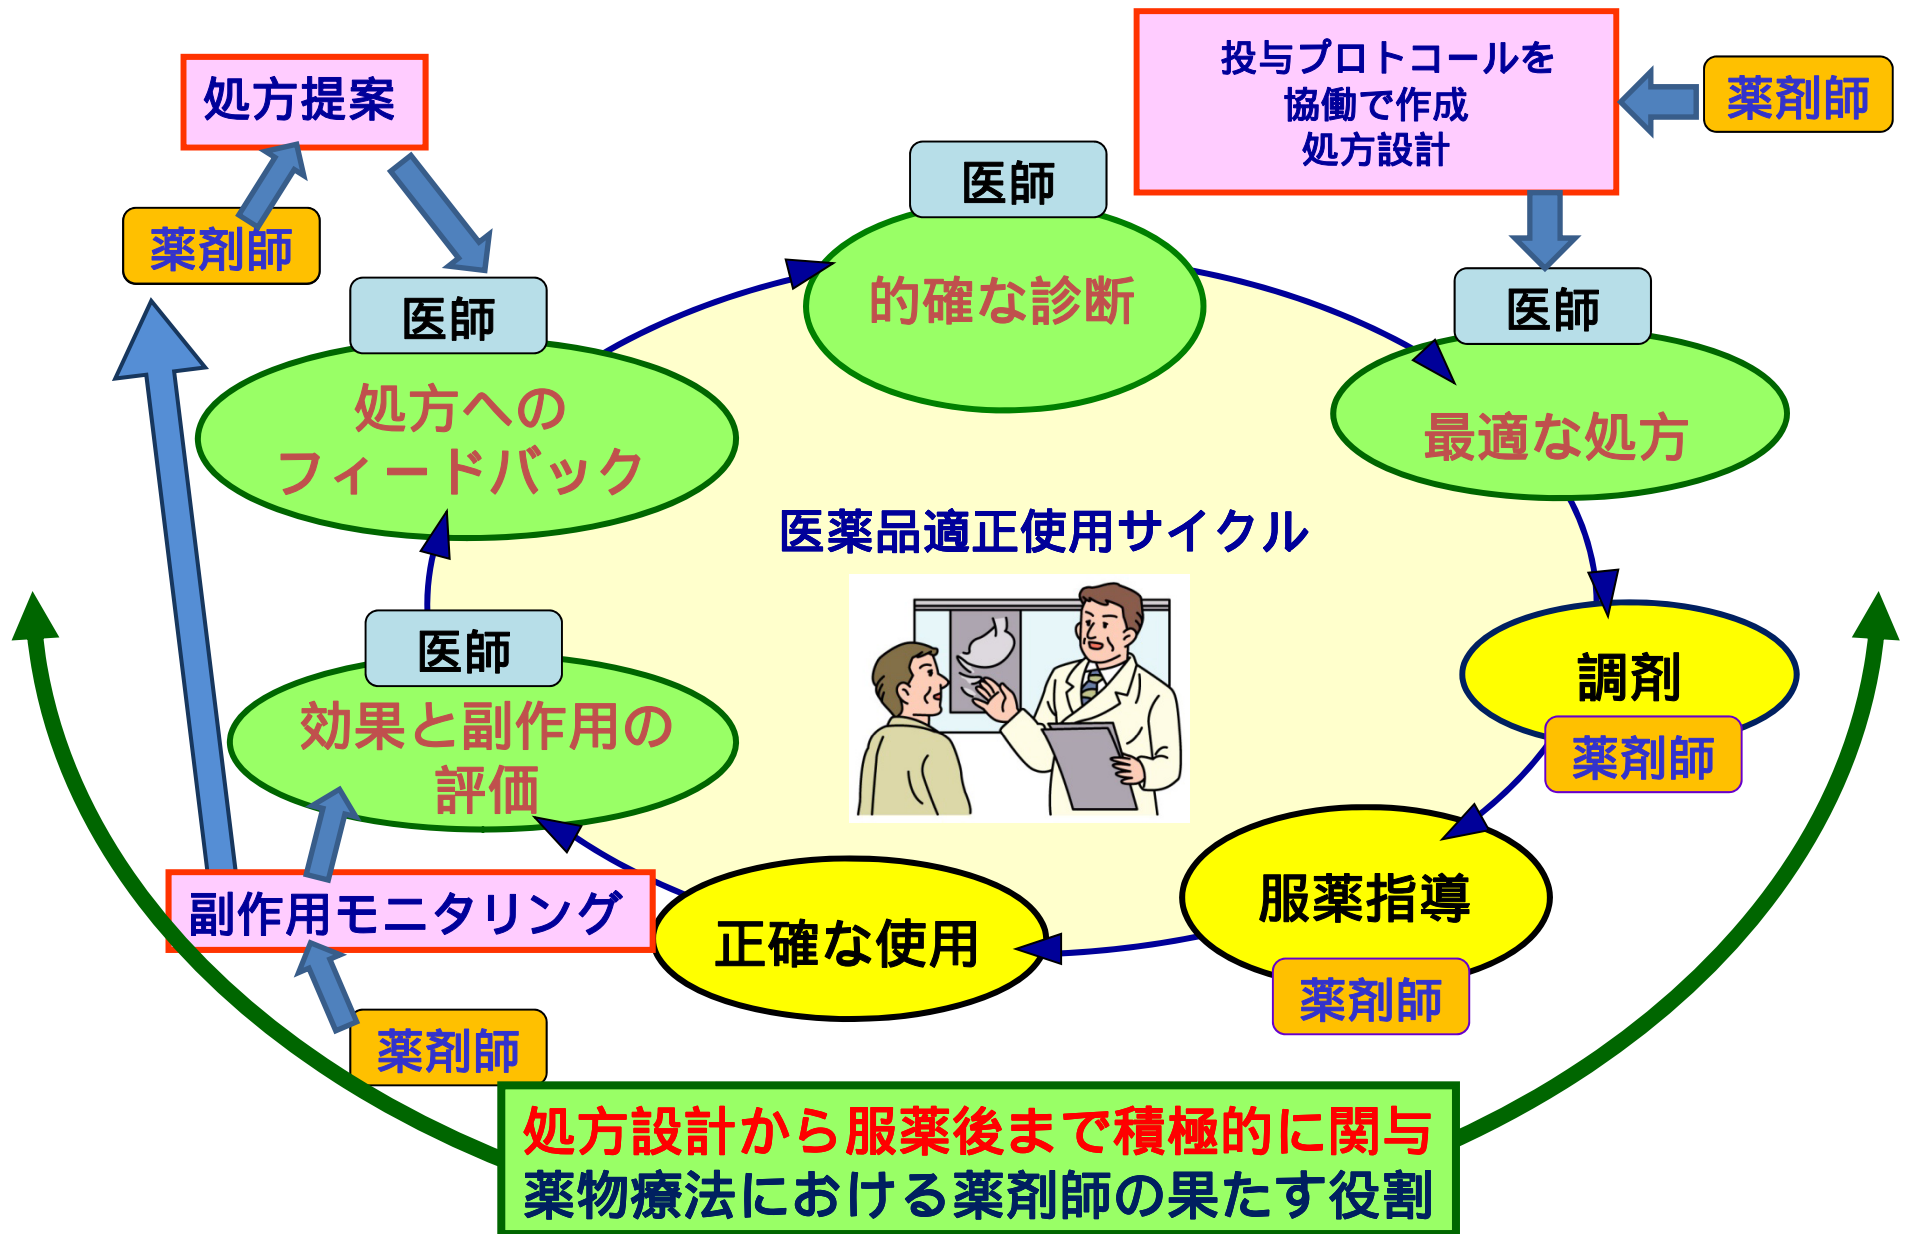 処方提案
投与プロトコールを
協働で作成
処方設計
薬剤師
薬剤師
医師
的確な診断
医師
最適な処方
医師
処方への
フィードバック
医薬品適正使用サイクル
医師
効果と副作用の
評価
調剤
薬剤師
服薬指導
薬剤師
正確な使用
副作用モニタリング
薬剤師
処方設計から服薬後まで積極的に関与
薬物療法における薬剤師の果たす役割